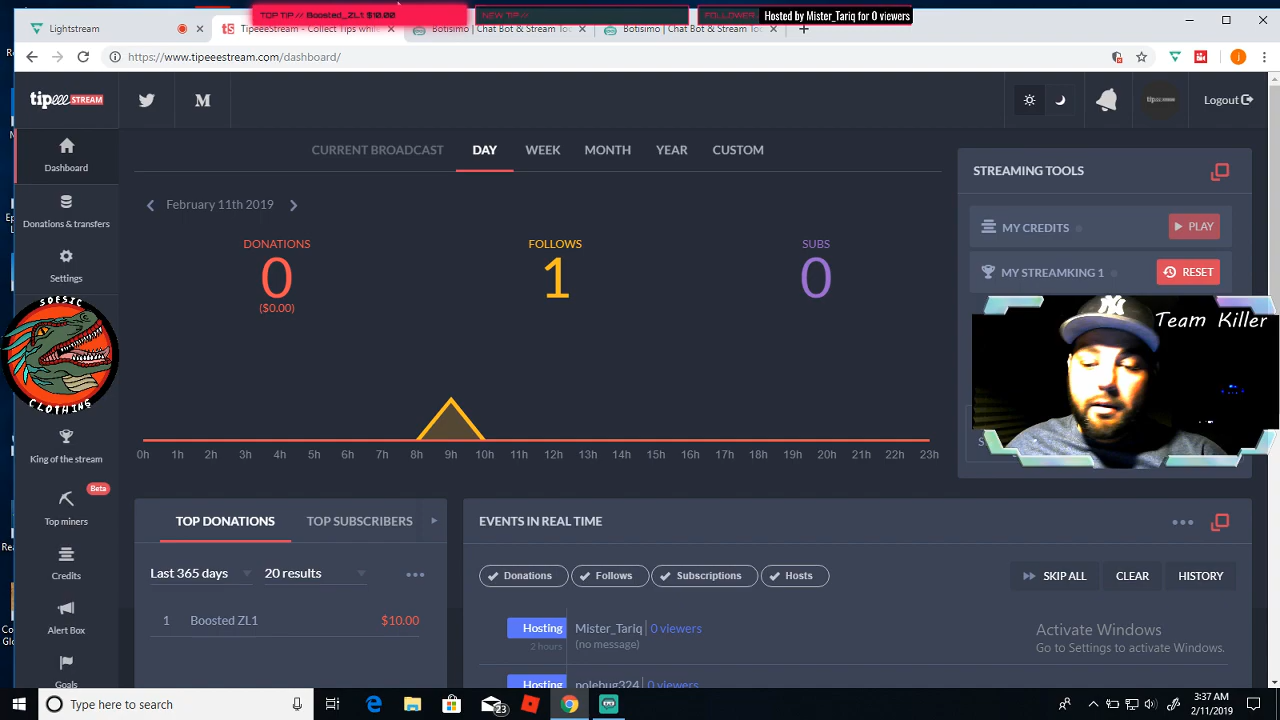 TOP TIP // Boosted_ZL1 $10.00
NEW TIP //
FOLLOWER
Hosted by Mister_Tariq for 0 viewers
Lightstream
TipeeeStream - Collect Tips while
Botisimo | Chat Bot & Stream To
Botisimo | Chat Bot & Stream To
https://www.tipeeestream.com/dashboard/
tipeee STREAM
M
Logout
Dashboard
Donations & transfers
Settings
SOESIC
CLOTHING
King of the stream
Beta
Top miners
Credits
Alert Box
Goals
CURRENT BROADCAST
DAY
WEEK
MONTH
YEAR
CUSTOM
February 11th 2019
DONATIONS
0
($0.00)
FOLLOWS
1
SUBS
0
0h 1h 2h 3h 4h 5h 6h 7h 8h 9h 10h 11h 12h 13h 14h 15h 16h 17h 18h 19h 20h 21h 22h 23h
STREAMING TOOLS
MY CREDITS
PLAY
MY STREAMKING 1
RESET
Team Killer
TOP DONATIONS
TOP SUBSCRIBERS
Last 365 days
20 results
1 Boosted ZL1 $10.00
EVENTS IN REAL TIME
Donations
Follows
Subscriptions
Hosts
SKIP ALL
CLEAR
HISTORY
Hosting
Mister_Tariq | 0 viewers
2 hours
(no message)
Hosting
polebug324 | 0 viewers
Activate Windows
Go to Settings to activate Windows.
Type here to search
23
3:37 AM
2/11/2019